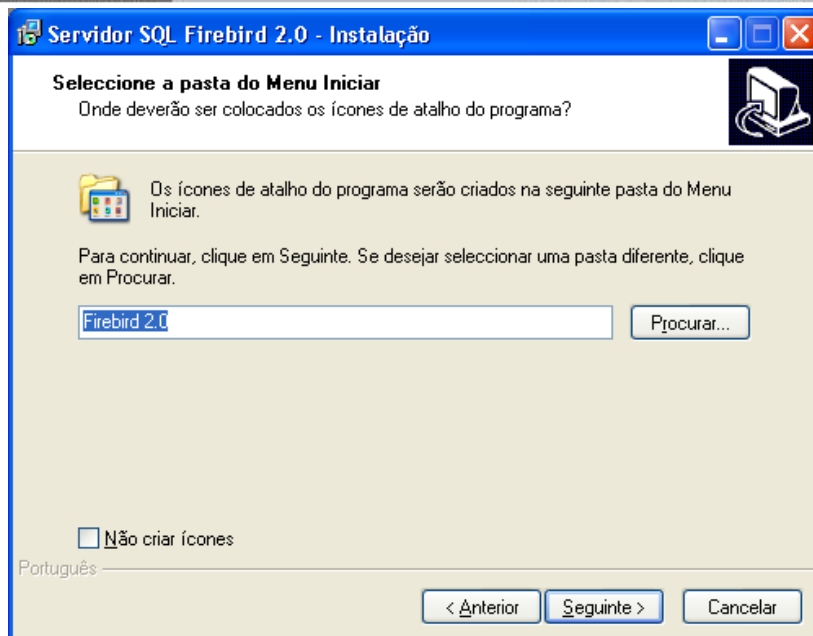 Servidor SQL Firebird 2.0 - Instalação
Seleccione a pasta do Menu Iniciar
Onde deverão ser colocados os ícones de atalho do programa?
Os ícones de atalho do programa serão criados na seguinte pasta do Menu
Iniciar.
Para continuar, clique em Seguinte. Se desejar seleccionar uma pasta diferente, clique
em Procurar.
Firebird 2.0
Procurar...
Não criar ícones
Português
< Anterior
Seguinte >
Cancelar